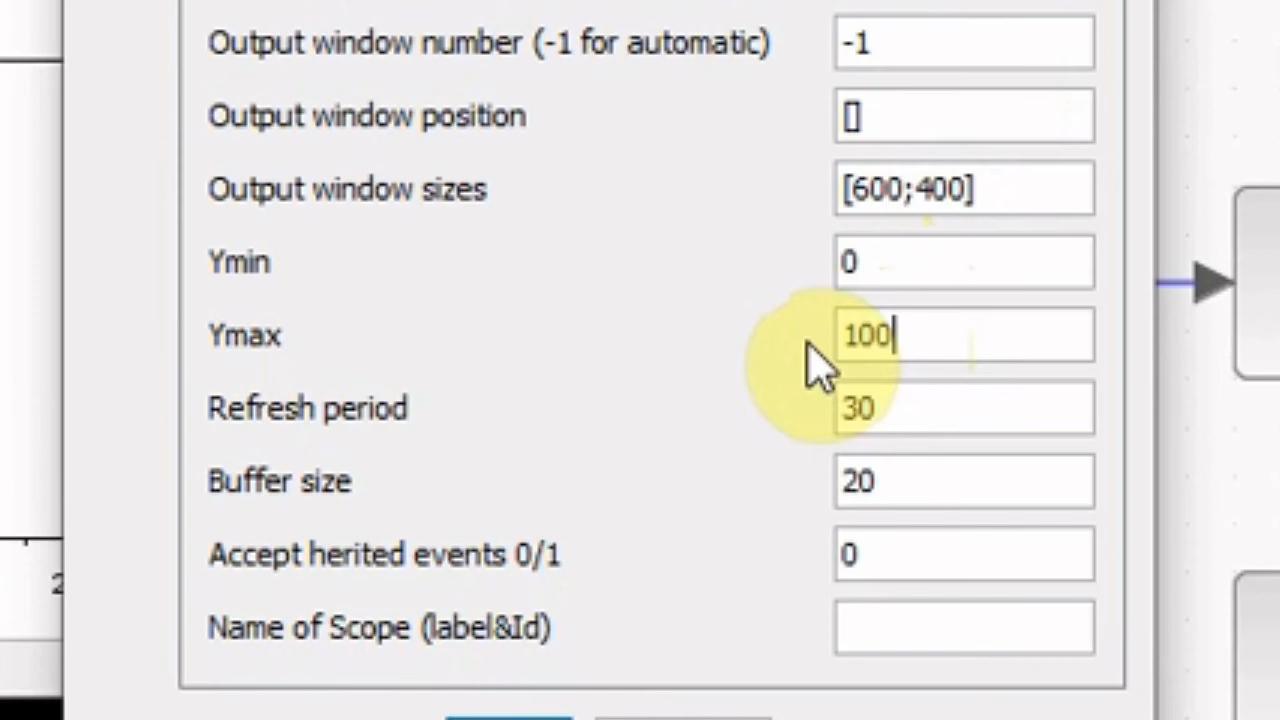 Output window number (-1 for automatic) -1
Output window position []
Output window sizes [600;400]
Ymin 0
Ymax 100
Refresh period 30
Buffer size 20
Accept herited events 0/1 0
Name of Scope (label&Id)
2